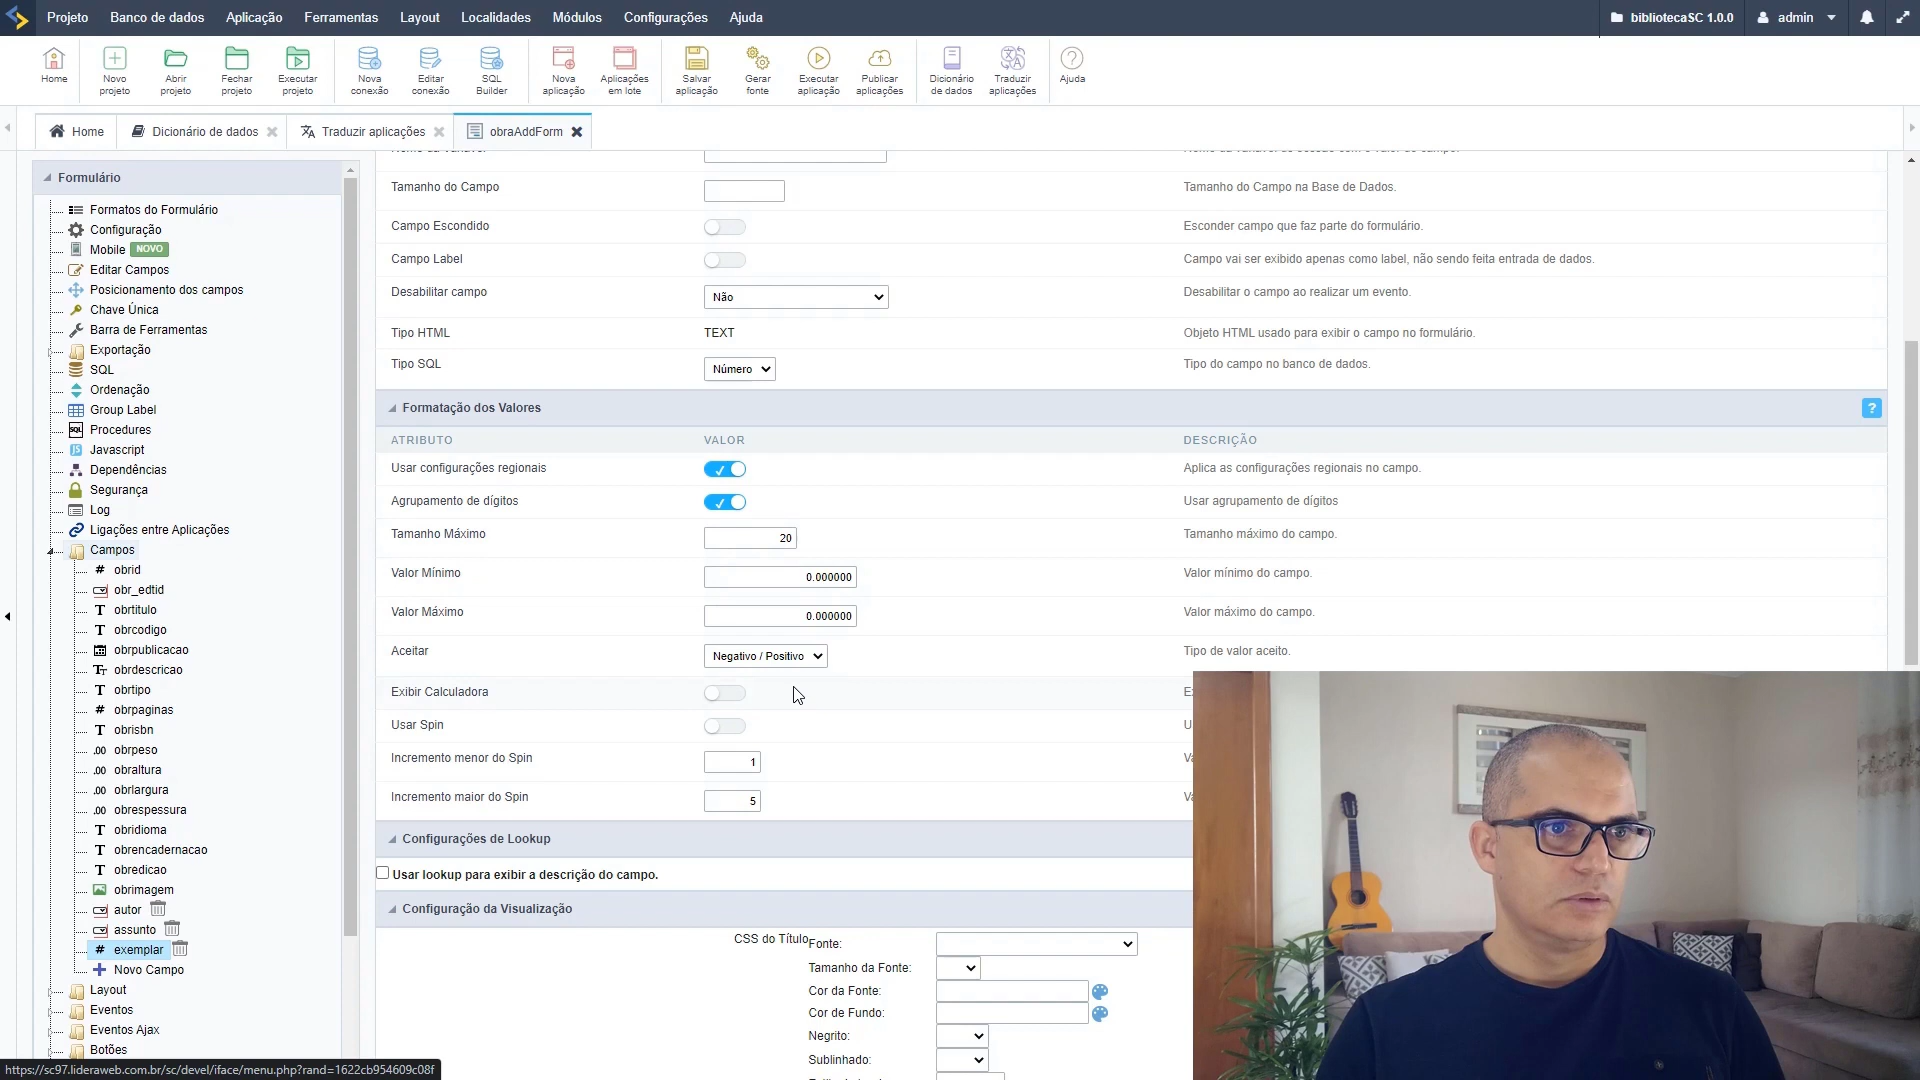 Projeto Banco de dados Aplicação Ferramentas Layout Localidades Módulos Configurações Ajuda bibliotecaSC 1.0.0 admin
Home
Novo projeto
Abrir projeto
Fechar projeto
Executar projeto
Nova conexão
Editar conexão
SQL Builder
Nova aplicação
Aplicações em lote
Salvar aplicação
Gerar fonte
Executar aplicação
Publicar aplicações
Dicionário de dados
Traduzir aplicações
Ajuda
Home Dicionário de dados Traduzir aplicações obraAddForm
Formulário
Formatos do Formulário
Configuração
Mobile NOVO
Editar Campos
Posicionamento dos campos
Chave Única
Barra de Ferramentas
Exportação
SQL
Ordenação
Group Label
Procedures
Javascript
Dependências
Segurança
Log
Ligações entre Aplicações
Campos
# obrid
obr_edtid
T obrtitulo
T obrcodigo
obrpublicacao
obrdescricao
T obrtipo
# obrpaginas
T obrisbn
.00 obrpeso
.00 obraltura
.00 obrlargura
.00 obrespessura
T obridioma
T obrencadernacao
T obredicao
obrimagem
autor
assunto
# exemplar
Novo Campo
Layout
Eventos
Eventos Ajax
Botões
https://sc97.lideraweb.com.br/sc/devel/iface/menu.php?rand=1622cb954609c08f
Tamanho do Campo Tamanho do Campo na Base de Dados.
Campo Escondido Esconder campo que faz parte do formulário.
Campo Label Campo vai ser exibido apenas como label, não sendo feita entrada de dados.
Desabilitar campo Não Desabilitar o campo ao realizar um evento.
Tipo HTML TEXT Objeto HTML usado para exibir o campo no formulário.
Tipo SQL Número Tipo do campo no banco de dados.
Formatação dos Valores ?
ATRIBUTO VALOR DESCRIÇÃO
Usar configurações regionais Aplica as configurações regionais no campo.
Agrupamento de dígitos Usar agrupamento de dígitos
Tamanho Máximo 20 Tamanho máximo do campo.
Valor Mínimo 0.000000 Valor mínimo do campo.
Valor Máximo 0.000000 Valor máximo do campo.
Aceitar Negativo / Positivo Tipo de valor aceito.
Exibir Calculadora
Usar Spin
Incremento menor do Spin 1
Incremento maior do Spin 5
Configurações de Lookup
Usar lookup para exibir a descrição do campo.
Configuração da Visualização
CSS do Título Fonte:
Tamanho da Fonte:
Cor da Fonte:
Cor de Fundo:
Negrito:
Sublinhado: